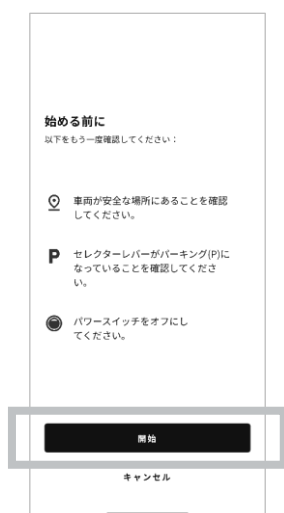 始める前に
以下をもう一度確認してください：
車両が安全な場所にあることを確認
してください。
P セレクターレバーがパーキング(P)に
なっていることを確認してくださ
い。
パワースイッチをオフにし
てください。
開始
キャンセル